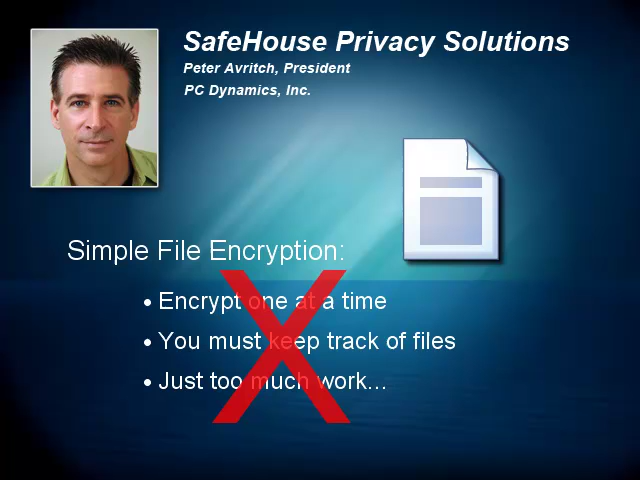 SafeHouse Privacy Solutions
Peter Avritch, President
PC Dynamics, Inc.
Simple File Encryption:
• Encrypt one at a time
• You must keep track of files
• Just too much work...